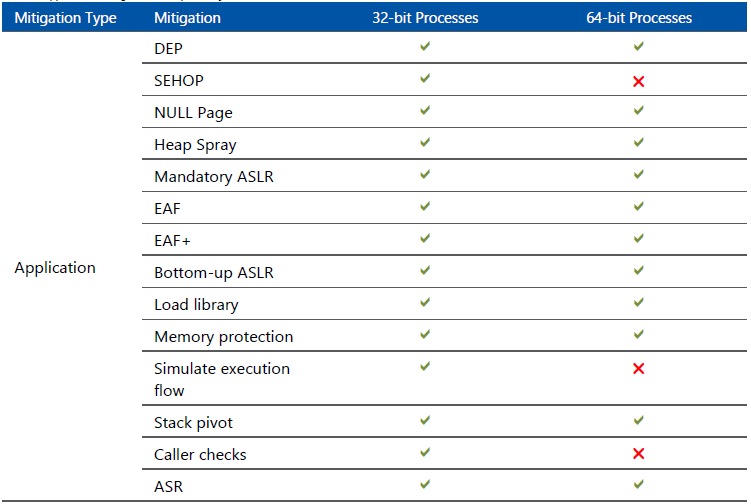 Mitigation Type Mitigation 32-bit Processes 64-bit Processes
DEP ✓ ✓
SEHOP ✓ ✗
NULL Page ✓ ✓
Heap Spray ✓ ✓
Mandatory ASLR ✓ ✓
EAF ✓ ✓
EAF+ ✓ ✓
Application
Bottom-up ASLR ✓ ✓
Load library ✓ ✓
Memory protection ✓ ✓
Simulate execution ✓ ✗
flow
Stack pivot ✓ ✓
Caller checks ✓ ✗
ASR ✓ ✓